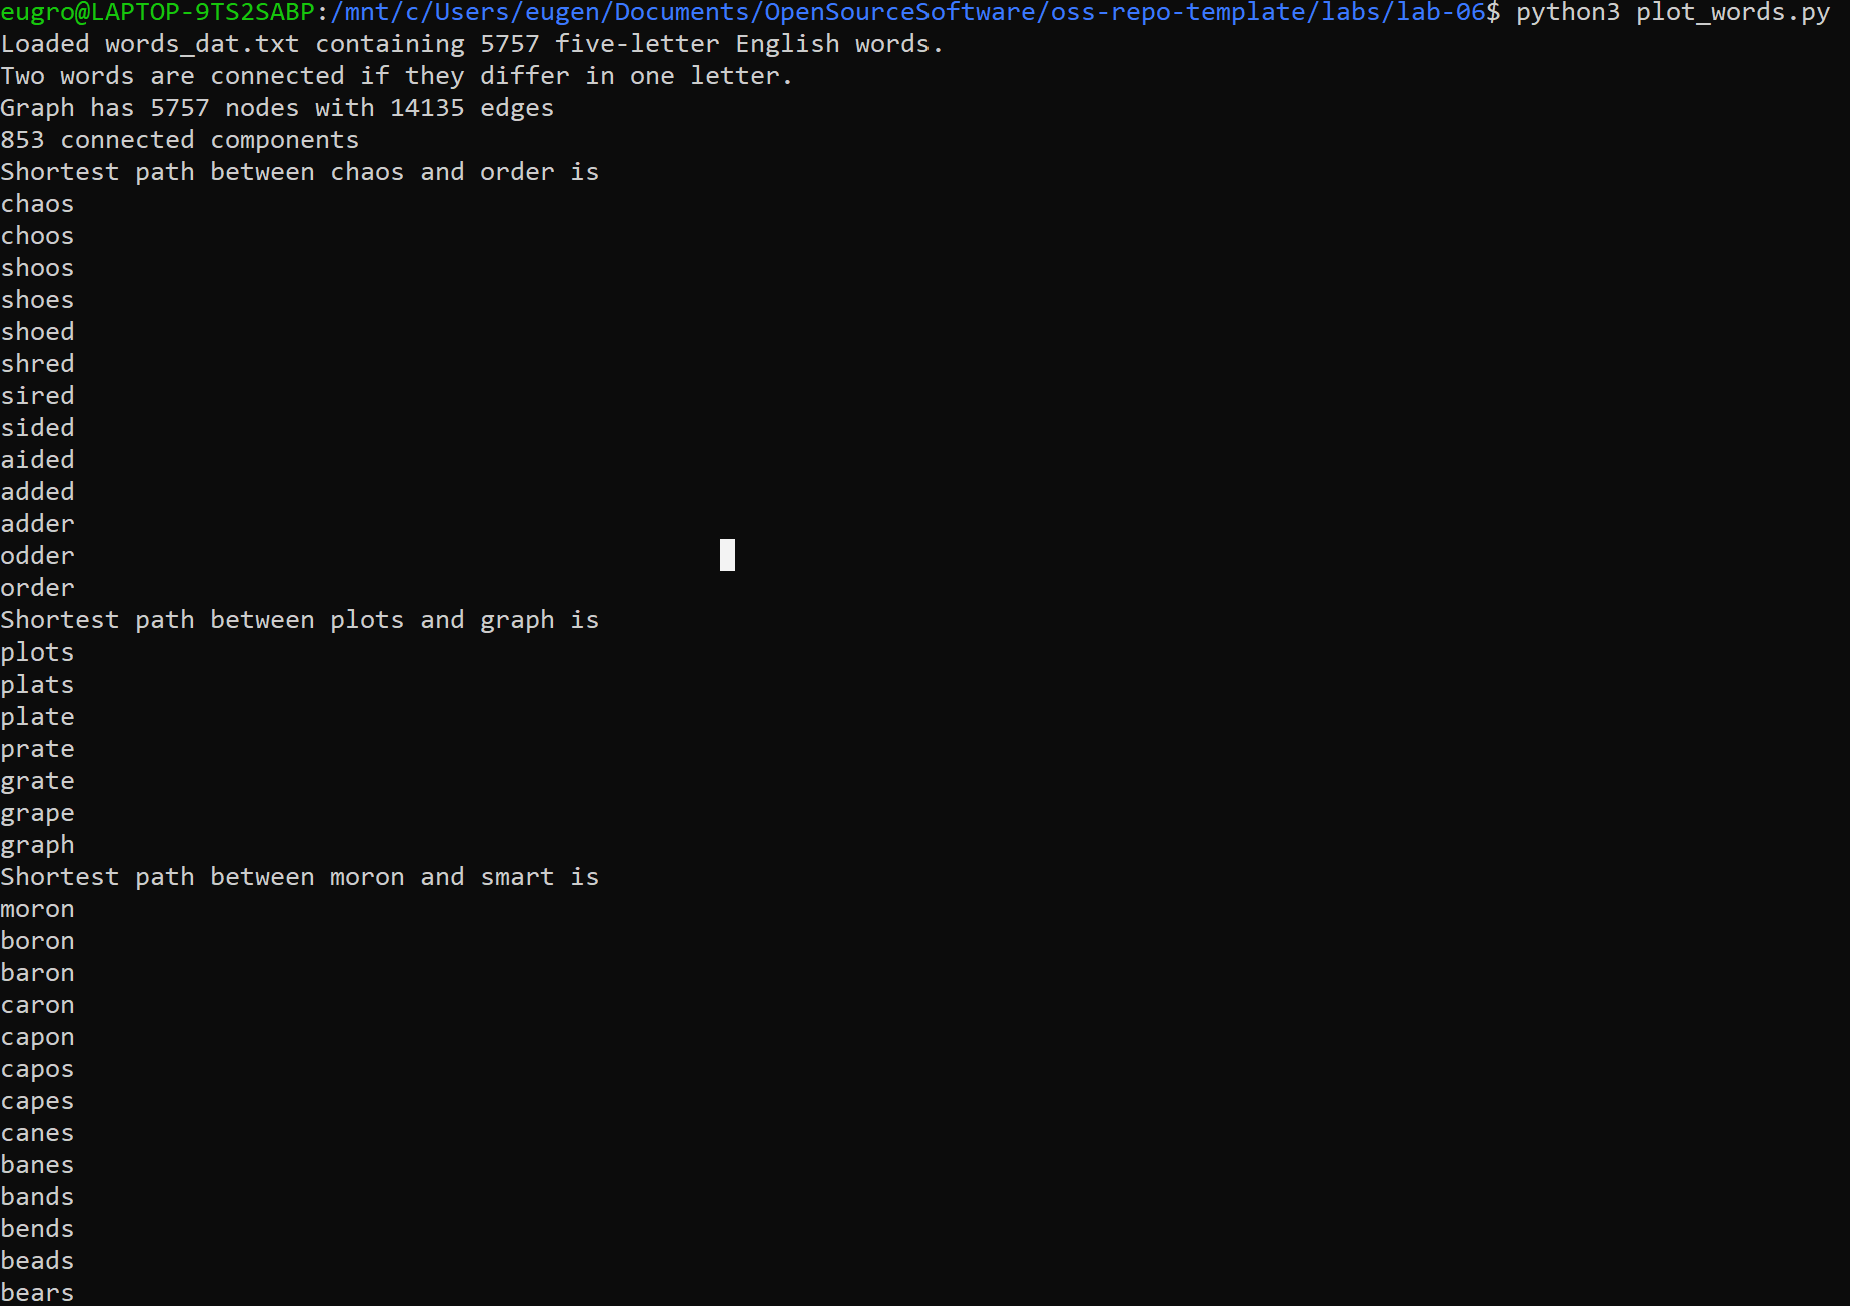 eugro@LAPTOP-9TS2SABP:/mnt/c/Users/eugen/Documents/OpenSourceSoftware/oss-repo-template/labs/lab-06$ python3 plot_words.py
Loaded words_dat.txt containing 5757 five-letter English words.
Two words are connected if they differ in one letter.
Graph has 5757 nodes with 14135 edges
853 connected components
Shortest path between chaos and order is
chaos
choos
shoos
shoes
shoed
shred
sired
sided
aided
added
adder
odder
order
Shortest path between plots and graph is
plots
plats
plate
prate
grate
grape
graph
Shortest path between moron and smart is
moron
boron
baron
caron
capon
capos
capes
canes
banes
bands
bends
beads
bears